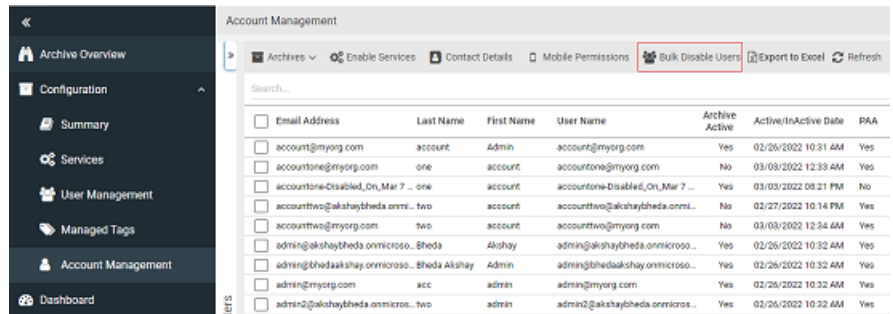 «
Account Management
Archive Overview
Configuration
Summary
Services
User Management
Managed Tags
Account Management
Dashboard
»
Archives Enable Services Contact Details Mobile Permissions Bulk Disable Users Export to Excel Refresh
Search...
Email Address Last Name First Name User Name Archive Active Active/InActive Date PAA
account@myorg.com account Admin account@myorg.com Yes 02/26/2022 10:31 AM Yes
accountone@myorg.com one account accountone@myorg.com No 03/03/2022 12:33 AM Yes
accountone-Disabled_On_Mar 7 ... one account accountone-Disabled_On_Mar 7 ... Yes 03/03/2022 08:21 PM No
accounttwo@akshaybheda.onmi... two account accounttwo@akshaybheda.onmi... No 02/27/2022 10:14 PM Yes
accounttwo@myorg.com two account accounttwo@myorg.com No 03/03/2022 12:34 AM Yes
admin@akshaybheda.onmicroso... Bheda Akshay admin@akshaybheda.onmicroso... Yes 02/26/2022 10:32 AM Yes
admin@bhedaakshay.onmicroso... Bheda Akshay Admin admin@bhedaakshay.onmicroso... Yes 02/26/2022 10:32 AM Yes
admin@myorg.com acc admin admin@myorg.com Yes 02/26/2022 10:32 AM Yes
admin2@akshaybheda.onmicros... two admin admin2@akshaybheda.onmicros... Yes 02/26/2022 10:32 AM Yes